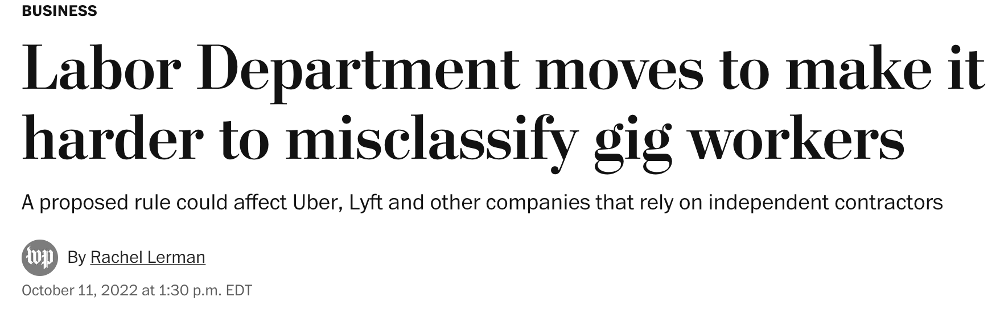 BUSINESS
Labor Department moves to make it
harder to misclassify gig workers
A proposed rule could affect Uber, Lyft and other companies that rely on independent contractors
wp
By Rachel Lerman
October 11, 2022 at 1:30 p.m. EDT